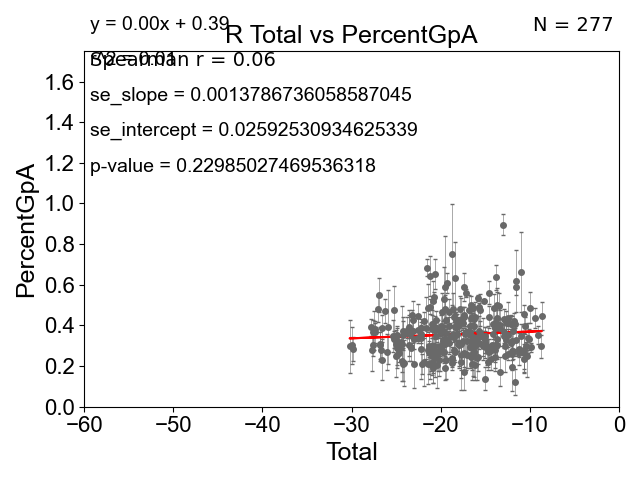 y = 0.00x + 0.39
R Total vs PercentGpA
N = 277
Spearman r = 0.06
se_slope = 0.0013786736058587045
se_intercept = 0.02592530934625339
p-value = 0.22985027469536318
1.6
1.4
1.2
1.0
0.8
0.6
0.4
0.2
0.0
PercentGpA
−60 −50 −40 −30 −20 −10 0
Total